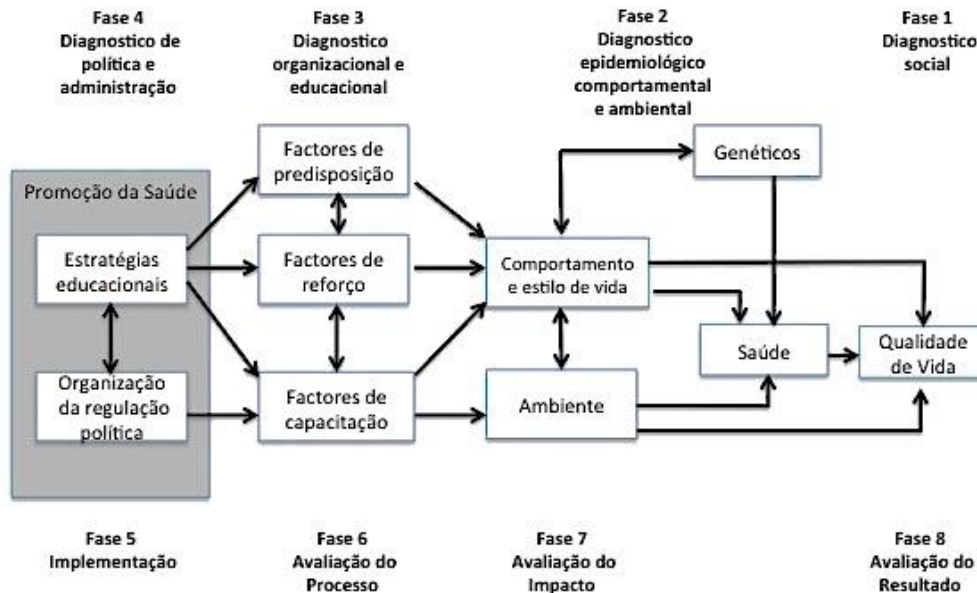 Fase 4
Diagnostico de
política e
administração
Fase 3
Diagnostico
organizacional e
educacional
Fase 2
Diagnostico
epidemiológico
comportamental
e ambiental
Fase 1
Diagnostico
social
Promoção da Saúde
Estratégias
educacionais
Organização
da regulação
política
Factores de
predisposição
Factores de
reforço
Factores de
capacitação
Genéticos
Comportamento
e estilo de vida
Ambiente
Saúde
Qualidade
de Vida
Fase 5
Implementação
Fase 6
Avaliação do
Processo
Fase 7
Avaliação do
Impacto
Fase 8
Avaliação do
Resultado